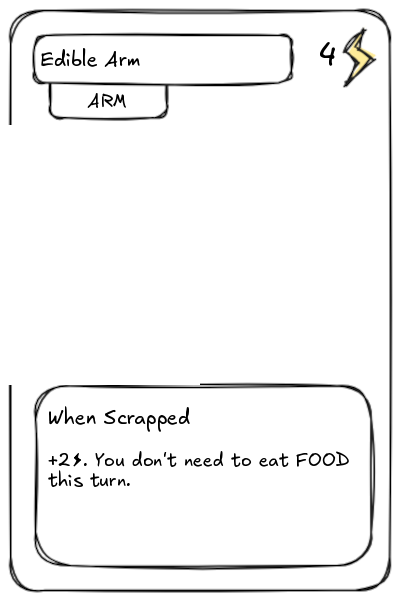 Edible Arm
4⚡
ARM
When Scrapped
+2⚡. You don't need to eat FOOD
this turn.